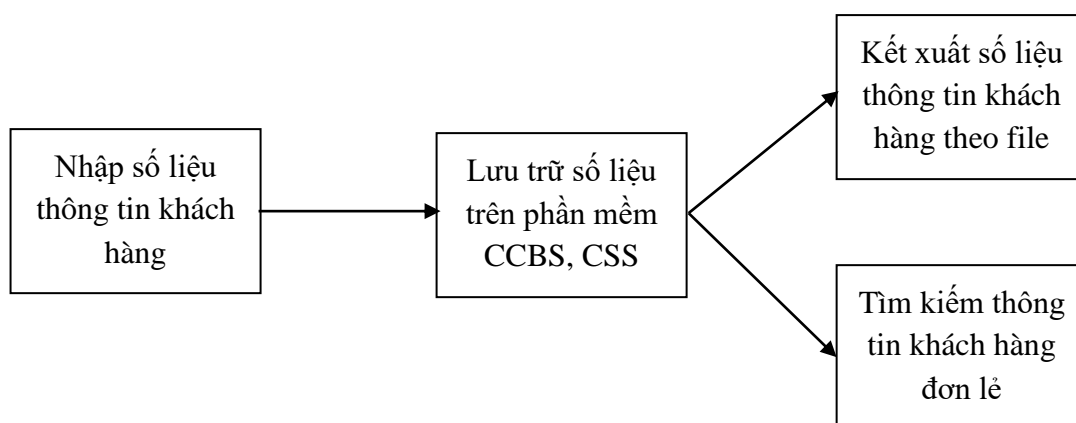 Nhập số liệu
thông tin khách
hàng
Lưu trữ số liệu
trên phần mềm
CCBS, CSS
Kết xuất số liệu
thông tin khách
hàng theo file
Tìm kiếm thông
tin khách hàng
đơn lẻ